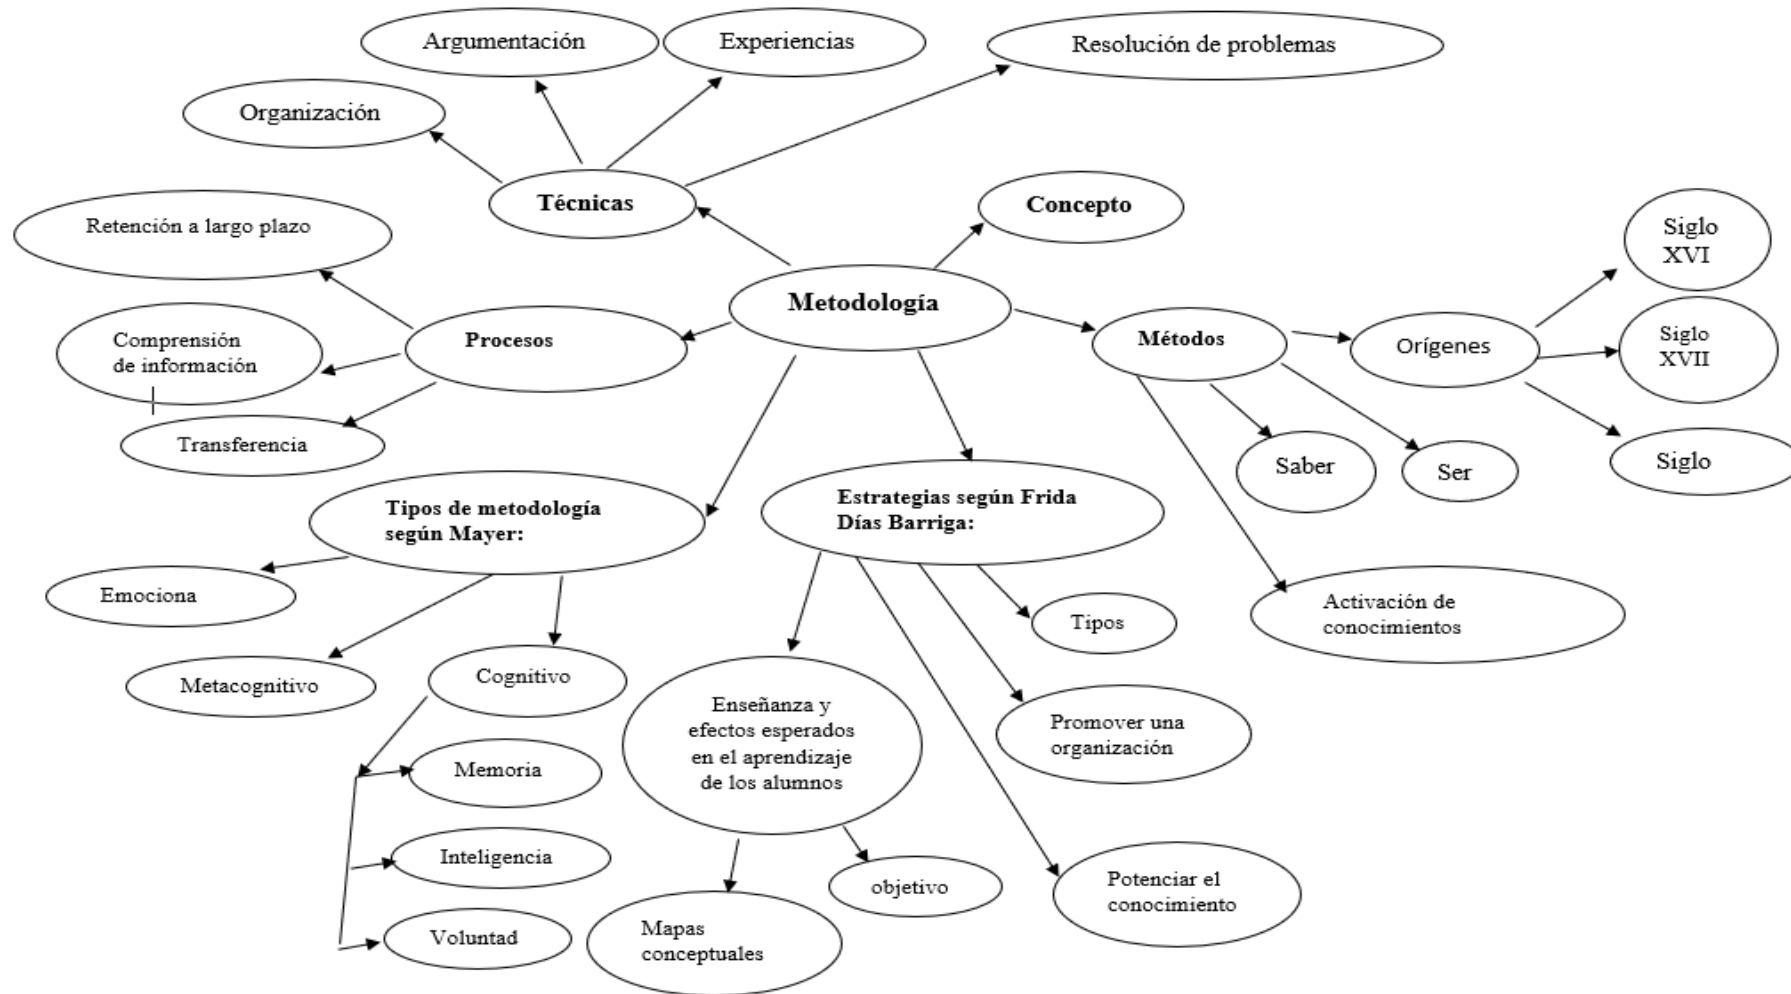 Argumentación
Experiencias
Resolución de problemas
Organización
Técnicas
Concepto
Retención a largo plazo
Siglo
XVI
Metodología
Procesos
Métodos
Orígenes
Siglo
XVII
Comprensión
de información
Transferencia
Saber
Ser
Siglo
Tipos de metodología
según Mayer:
Estrategias según Frida
Días Barriga:
Emociona
Metacognitivo
Cognitivo
Tipos
Activación de
conocimientos
Enseñanza y
efectos esperados
en el aprendizaje
de los alumnos
Promover una
organización
Memoria
Inteligencia
Voluntad
objetivo
Mapas
conceptuales
Potenciar el
conocimiento